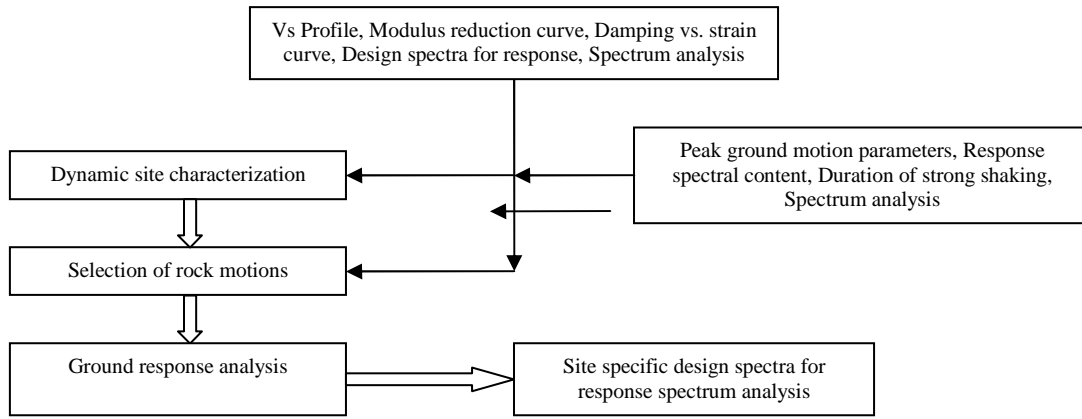 Vs Profile, Modulus reduction curve, Damping vs. strain
curve, Design spectra for response, Spectrum analysis
Peak ground motion parameters, Response
spectral content, Duration of strong shaking,
Spectrum analysis
Dynamic site characterization
Selection of rock motions
Ground response analysis
Site specific design spectra for
response spectrum analysis